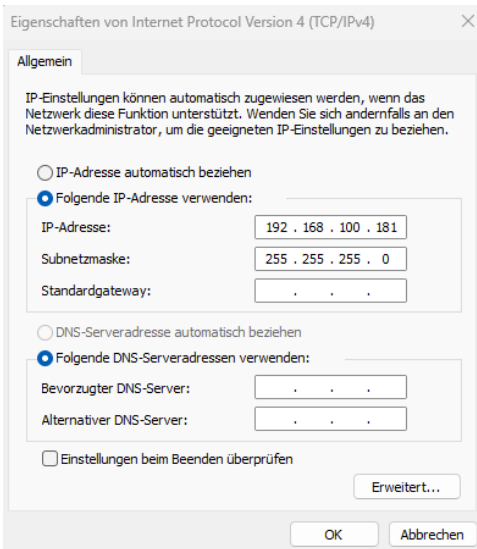 Eigenschaften von Internet Protocol Version 4 (TCP/IPv4)
Allgemein
IP-Einstellungen können automatisch zugewiesen werden, wenn das
Netzwerk diese Funktion unterstützt. Wenden Sie sich andernfalls an den
Netzwerkadministrator, um die geeigneten IP-Einstellungen zu beziehen.
IP-Adresse automatisch beziehen
Folgende IP-Adresse verwenden:
IP-Adresse: 192 . 168 . 100 . 181
Subnetzmaske: 255 . 255 . 255 . 0
Standardgateway: . . .
DNS-Serveradresse automatisch beziehen
Folgende DNS-Serveradressen verwenden:
Bevorzugter DNS-Server: . . .
Alternativer DNS-Server: . . .
Einstellungen beim Beenden überprüfen
Erweitert...
OK Abbrechen